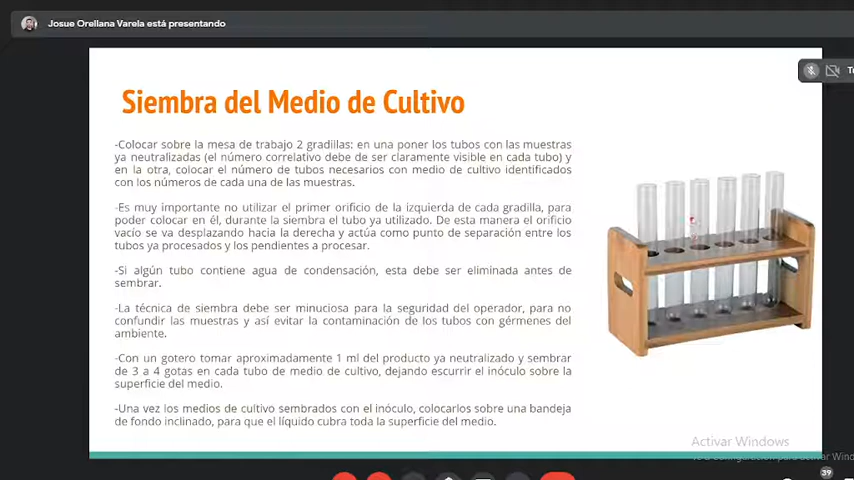 Josue Orellana Varela está presentando
Siembra del Medio de Cultivo
-Colocar sobre la mesa de trabajo 2 gradillas: en una poner los tubos con las muestras
ya neutralizadas (el número correlativo debe de ser claramente visible en cada tubo) y
en la otra, colocar el número de tubos necesarios con medio de cultivo identificados
con los números de cada una de las muestras.
-Es muy importante no utilizar el primer orificio de la izquierda de cada gradilla, para
poder colocar en él, durante la siembra el tubo ya utilizado. De esta manera el orificio
vacío se va desplazando hacia la derecha y actúa como punto de separación entre los
tubos ya procesados y los pendientes a procesar.
-Si algún tubo contiene agua de condensación, esta debe ser eliminada antes de
sembrar.
-La técnica de siembra debe ser minuciosa para la seguridad del operador, para no
confundir las muestras y así evitar la contaminación de los tubos con gérmenes del
ambiente.
-Con un gotero tomar aproximadamente 1 ml del producto ya neutralizado y sembrar
de 3 a 4 gotas en cada tubo de medio de cultivo, dejando escurrir el inóculo sobre la
superficie del medio.
-Una vez los medios de cultivo sembrados con el inóculo, colocarlos sobre una bandeja
de fondo inclinado, para que el líquido cubra toda la superficie del medio.
Activar Windows
39